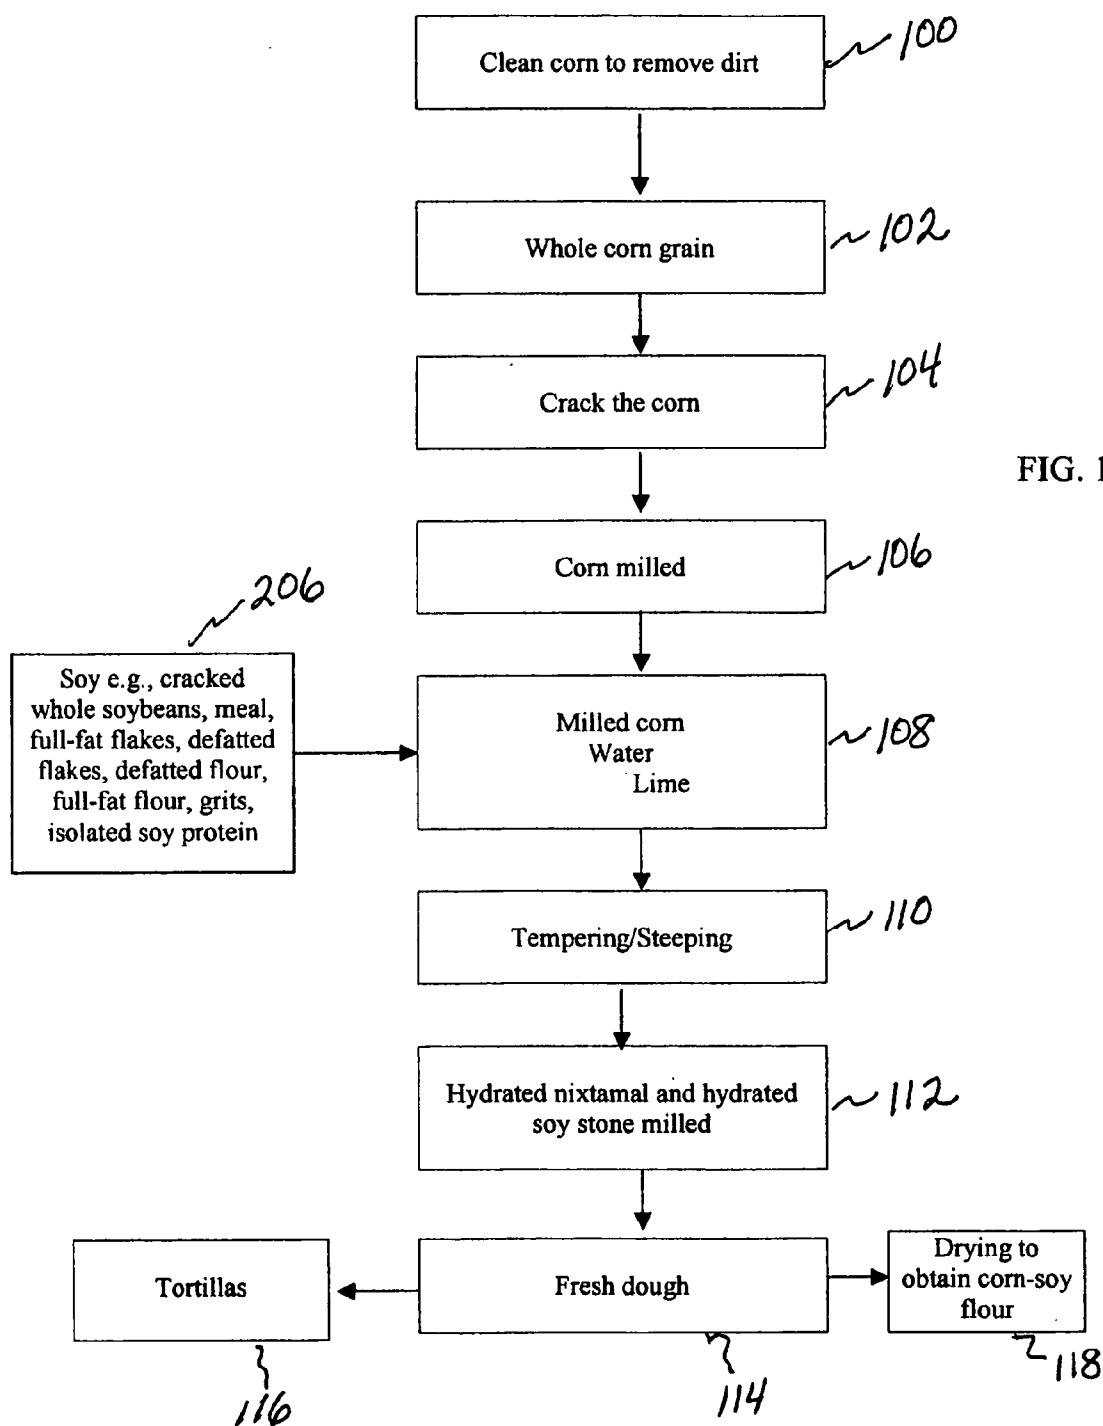 Clean corn to remove dirt
100
Whole corn grain
102
Crack the corn
104
FIG. 1
Corn milled
106
206
Soy e.g., cracked
whole soybeans, meal,
full-fat flakes, defatted
flakes, defatted flour,
full-fat flour, grits,
isolated soy protein
Milled corn
Water
Lime
108
Tempering/Steeping
110
Hydrated nixtamal and hydrated
soy stone milled
112
Tortillas
Fresh dough
Drying to
obtain corn-soy
flour
116
114
118